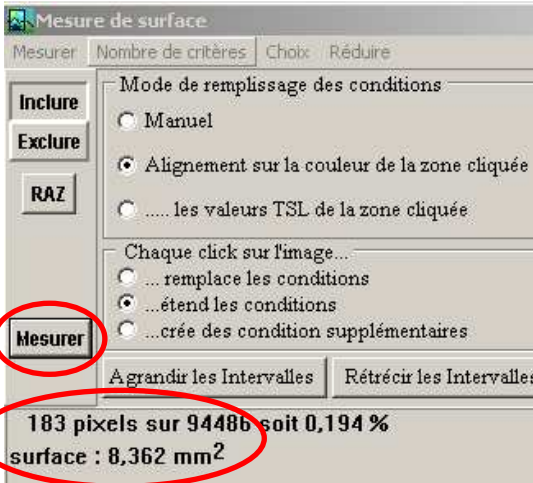 Mesure de surface
Mesurer Nombre de critères Choix Réduire
Inclure
Exclure
RAZ
Mode de remplissage des conditions
Manuel
Alignement sur la couleur de la zone cliquée
..... les valeurs TSL de la zone cliquée
Chaque click sur l'image...
... remplace les conditions
...étend les conditions
...crée des condition supplémentaires
Mesurer
Agrandir les Intervalles Rétrécir les Intervalles
183 pixels sur 94486 soit 0,194 %
surface : 8,362 mm2